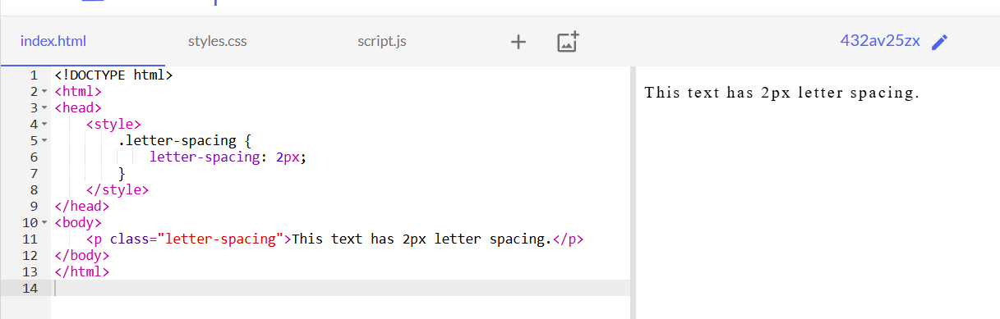 index.html styles.css script.js + 432av25zx
1 <!DOCTYPE html>
2 <html>
3 <head>
4 <style>
5 .letter-spacing {
6 letter-spacing: 2px;
7 }
8 </style>
9 </head>
10 <body>
11 <p class="letter-spacing">This text has 2px letter spacing.</p>
12 </body>
13 </html>
14
This text has 2px letter spacing.